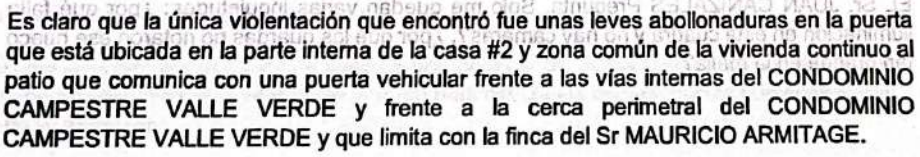 Es claro que la única violentación que encontró fue unas leves abollonaduras en la puerta
que está ubicada en la parte interna de la casa #2 y zona común de la vivienda continuo al
patio que comunica con una puerta vehicular frente a las vías internas del CONDOMINIO
CAMPESTRE VALLE VERDE y frente a la cerca perimetral del CONDOMINIO
CAMPESTRE VALLE VERDE y que limita con la finca del Sr MAURICIO ARMITAGE.